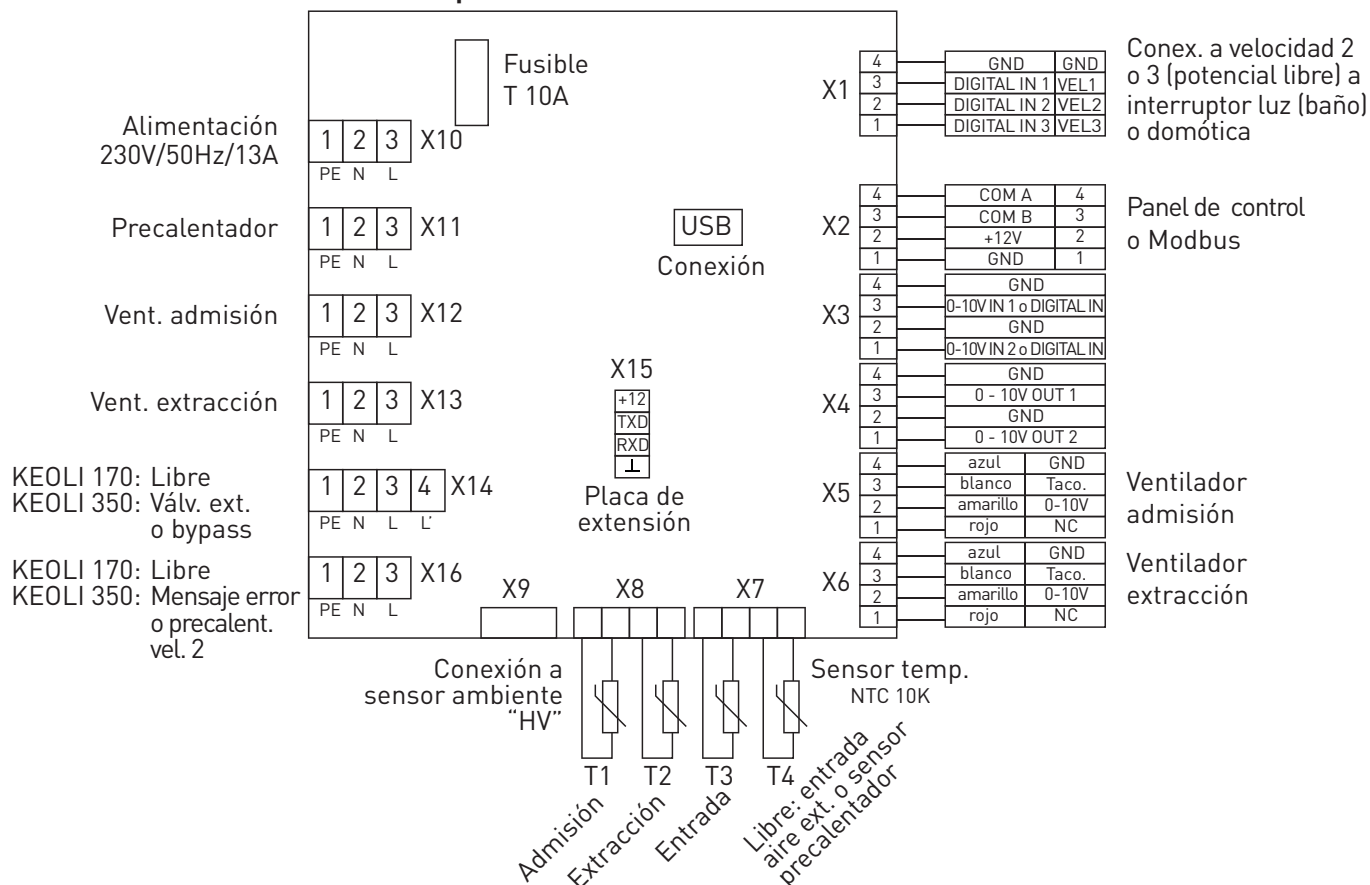 Fusible
T 10A
Alimentación
230V/50Hz/13A
1 2 3 X10
PE N L
Precalentador
1 2 3 X11
PE N L
Vent. admisión
1 2 3 X12
PE N L
Vent. extracción
1 2 3 X13
PE N L
KEOLI 170: Libre
KEOLI 350: Válv. ext.
o bypass
1 2 3 4 X14
PE N L L'
KEOLI 170: Libre
KEOLI 350: Mensaje error
o precalent.
vel. 2
1 2 3 X16
PE N L
USB
Conexión
X15
+12
TXD
RXD
Placa de
extensión
X1
4 GND GND
3 DIGITAL IN 1 VEL1
2 DIGITAL IN 2 VEL2
1 DIGITAL IN 3 VEL3
Conex. a velocidad 2
o 3 (potencial libre) a
interruptor luz (baño)
o domótica
X2
4 COM A 4
3 COM B 3
2 +12V 2
1 GND 1
Panel de control
o Modbus
X3
4 GND
3 0-10V IN 1 o DIGITAL IN
2 GND
1 0-10V IN 2 o DIGITAL IN
X4
4 GND
3 0 - 10V OUT 1
2 GND
1 0 - 10V OUT 2
X5
4 azul GND
3 blanco Taco.
2 amarillo 0-10V
1 rojo NC
Ventilador
admisión
X6
4 azul GND
3 blanco Taco.
2 amarillo 0-10V
1 rojo NC
Ventilador
extracción
X9 X8 X7
Conexión a
sensor ambiente
“HV”
Sensor temp.
NTC 10K
T1 T2 T3 T4
Admisión
Extracción
Entrada
Libre: entrada
aire ext. o sensor
precalentador